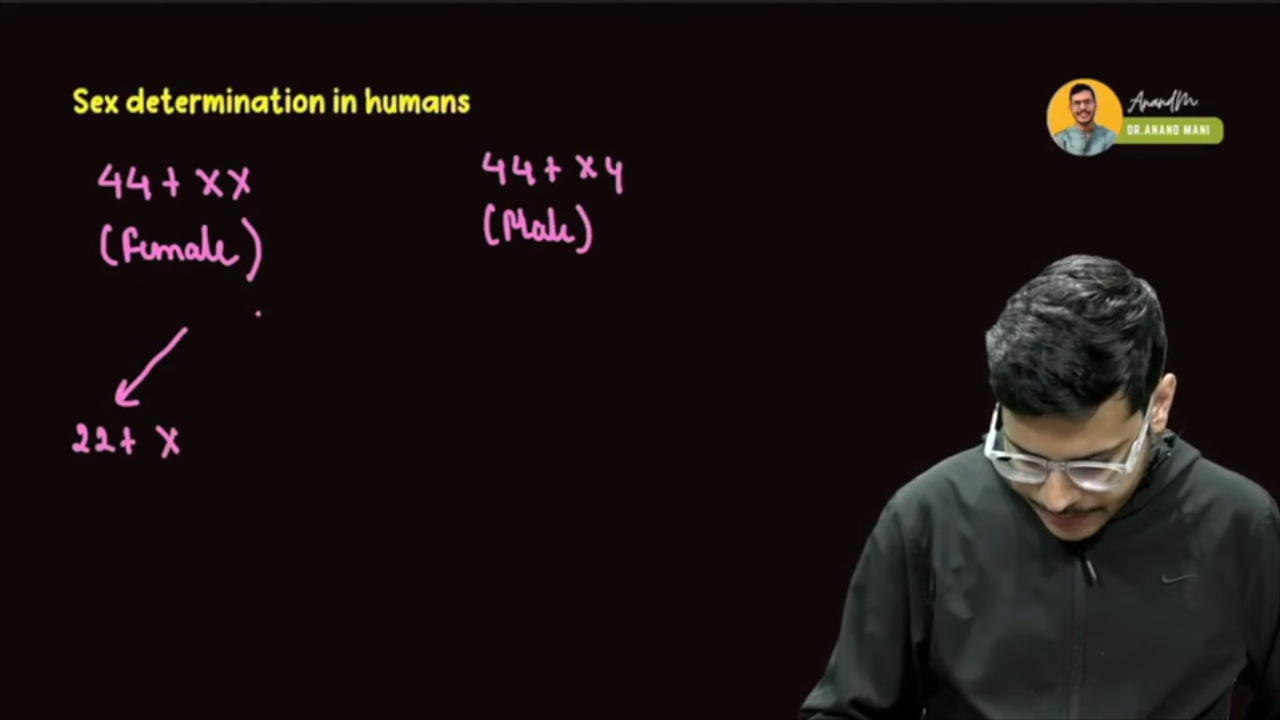 Sex determination in humans
AnandM.
DR.ANAND MANI
44+ XX
44+ XY
(Female)
(Male)
22+ X